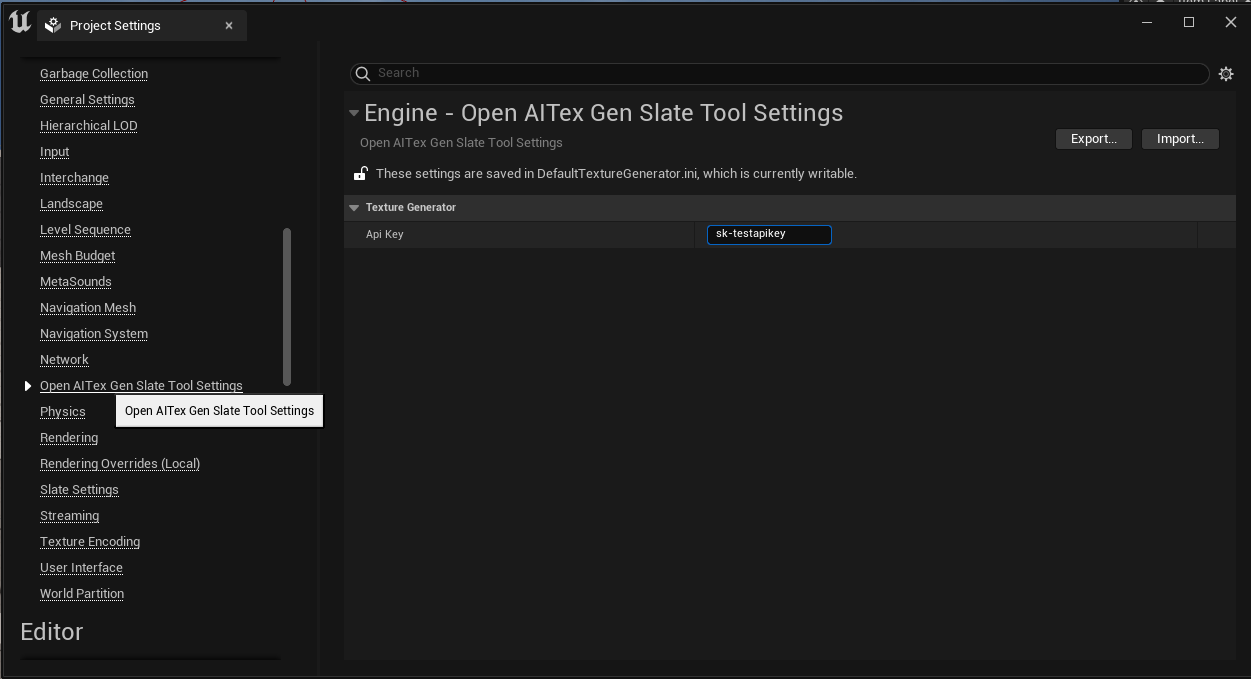 Project Settings
Garbage Collection
General Settings
Hierarchical LOD
Input
Interchange
Landscape
Level Sequence
Mesh Budget
MetaSounds
Navigation Mesh
Navigation System
Network
Open AITex Gen Slate Tool Settings
Physics
Open AITex Gen Slate Tool Settings
Rendering
Rendering Overrides (Local)
Slate Settings
Streaming
Texture Encoding
User Interface
World Partition
Editor
Search
Engine - Open AITex Gen Slate Tool Settings
Open AITex Gen Slate Tool Settings
Export...
Import...
These settings are saved in DefaultTextureGenerator.ini, which is currently writable.
Texture Generator
Api Key
sk-testapikey